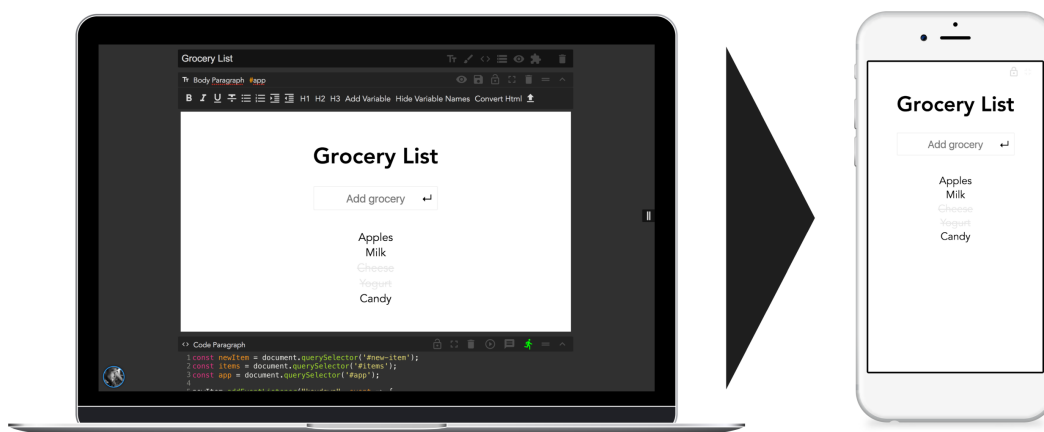 Grocery List
Tr Body Paragraph #app
B I U T H1 H2 H3 Add Variable Hide Variable Names Convert Html
Grocery List
Add grocery
Apples
Milk
Cheese
Yogurt
Candy
<> Code Paragraph
1 const newItem = document.querySelector('#new-item');
2 const items = document.querySelector('#items');
3 const app = document.querySelector('#app');
4
Grocery List
Add grocery
Apples
Milk
Cheese
Yogurt
Candy